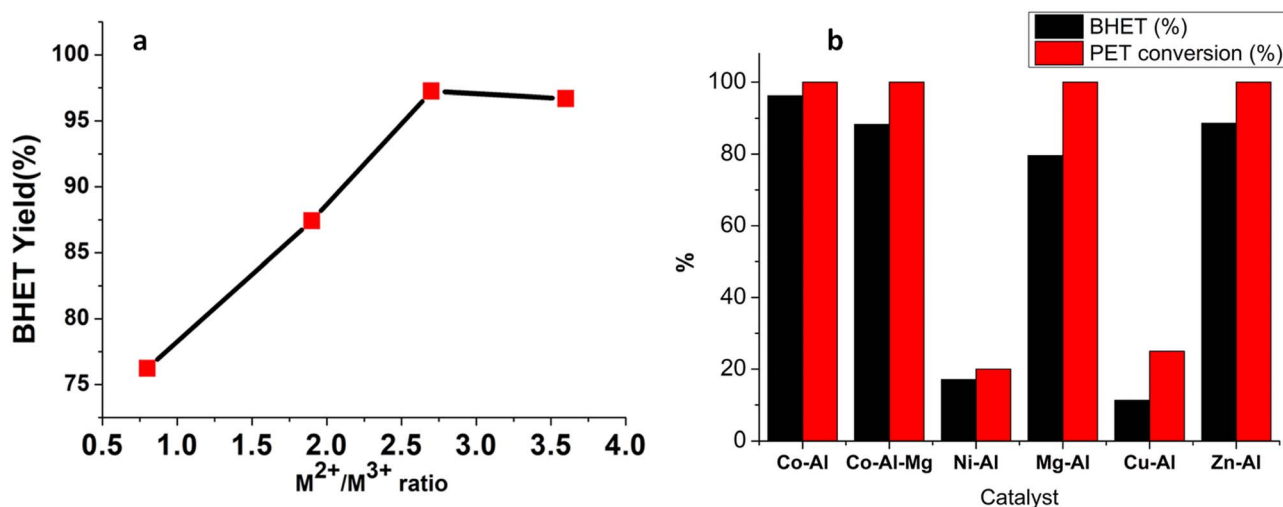 a
100
95
90
85
80
75
BHET Yield(%)
0.5 1.0 1.5 2.0 2.5 3.0 3.5 4.0
M²⁺/M³⁺ ratio
b
BHET (%)
PET conversion (%)
100
80
60
40
20
0
%
Co-Al Co-Al-Mg Ni-Al Mg-Al Cu-Al Zn-Al
Catalyst